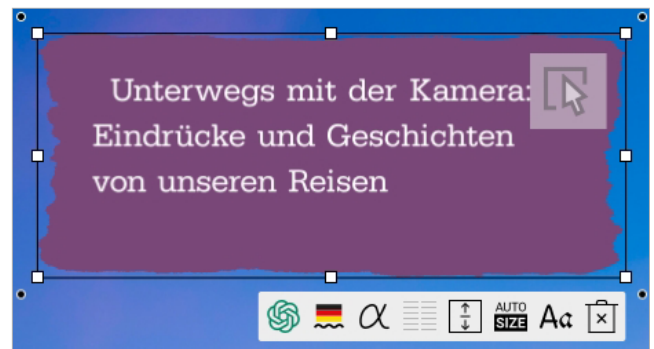 Unterwegs mit der Kamera:
Eindrücke und Geschichten
von unseren Reisen
α AUTO SIZE Aa